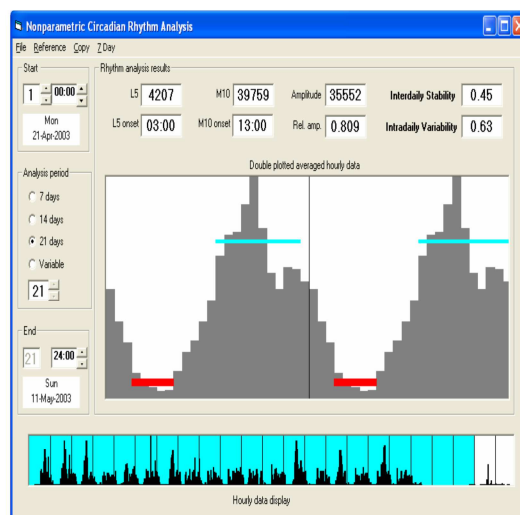 Nonparametric Circadian Rhythm Analysis
File Reference Copy 7 Day
Start
1 00:00
Mon
21-Apr-2003
Analysis period
7 days
14 days
21 days
Variable
21
End
21 24:00
Sun
11-May-2003
Rhythm analysis results
L5 4207 M10 39759 Amplitude 35552 Interdaily Stability 0.45
L5 onset 03:00 M10 onset 13:00 Rel. amp. 0.809 Intradaily Variability 0.63
Double plotted averaged hourly data
Hourly data display